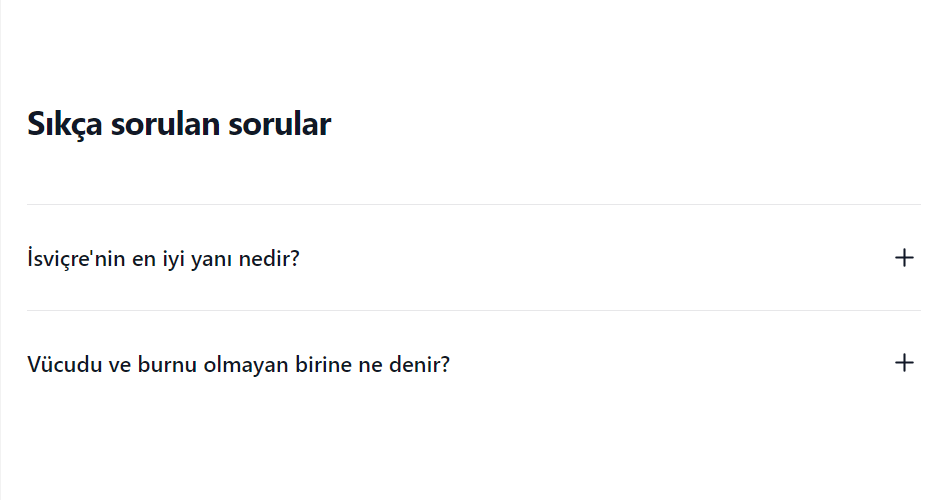 Sıkça sorulan sorular
İsviçre'nin en iyi yanı nedir?
Vücudu ve burnu olmayan birine ne denir?